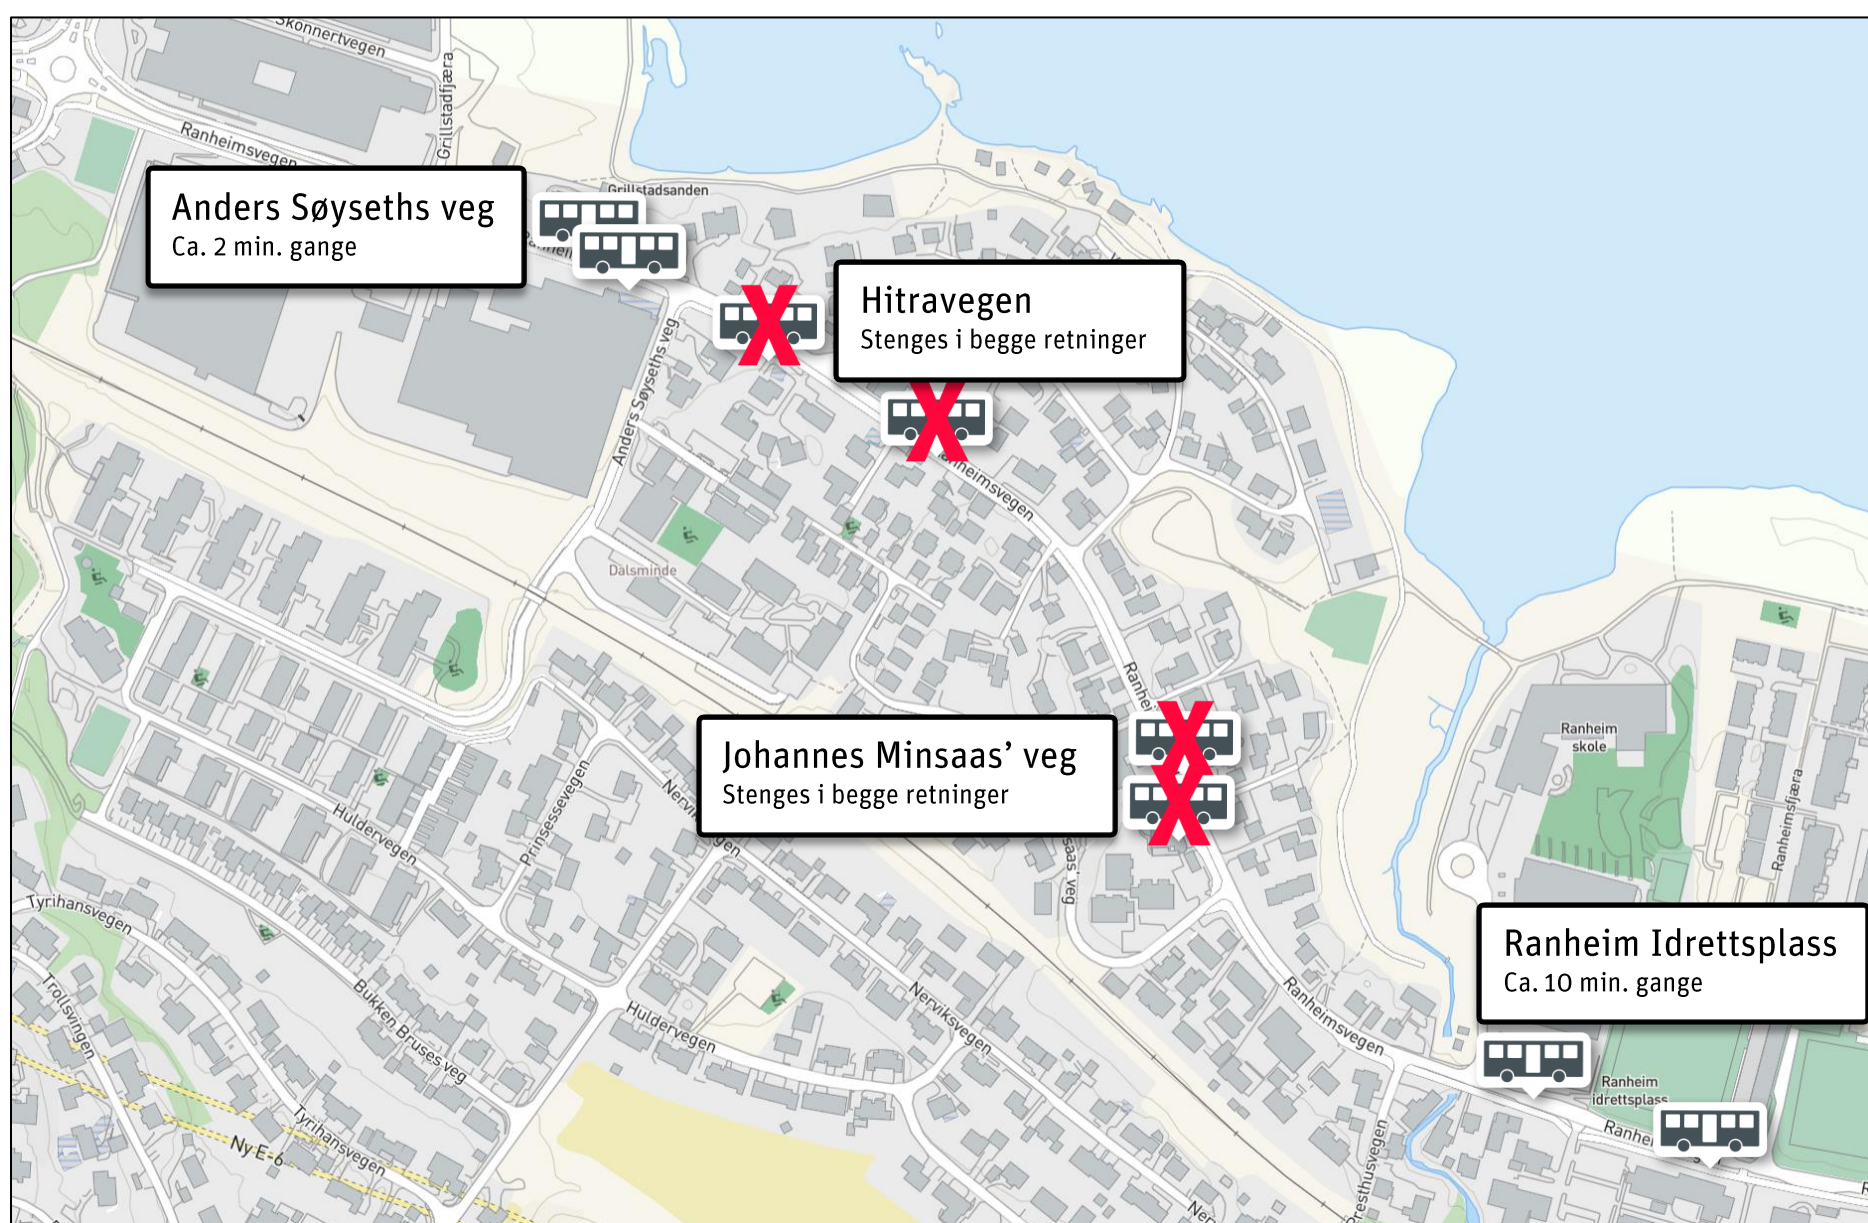 Skonnertvegen
Grillstadfjæra
Ranheimsvegen
Anders Søyseths veg
Ca. 2 min. gange
Grillstadsanden
Hitravegen
Stenges i begge retninger
Anders Søyseths veg
Ranheimsvegen
Dalsminde
Johannes Minsaas’ veg
Stenges i begge retninger
Ranheim
skole
Ranheimsfjæra
Prinsessevegen
Huldervegen
Tyrihansvegen
Trollsvingen
Bukken Bruses veg
Huldervegen
Nerviksvegen
Ranheimsvegen
Ranheim Idrettsplass
Ca. 10 min. gange
Ranheim
idrettsplass
Presthusvegen
Tyrihansvegen
Ny E-6